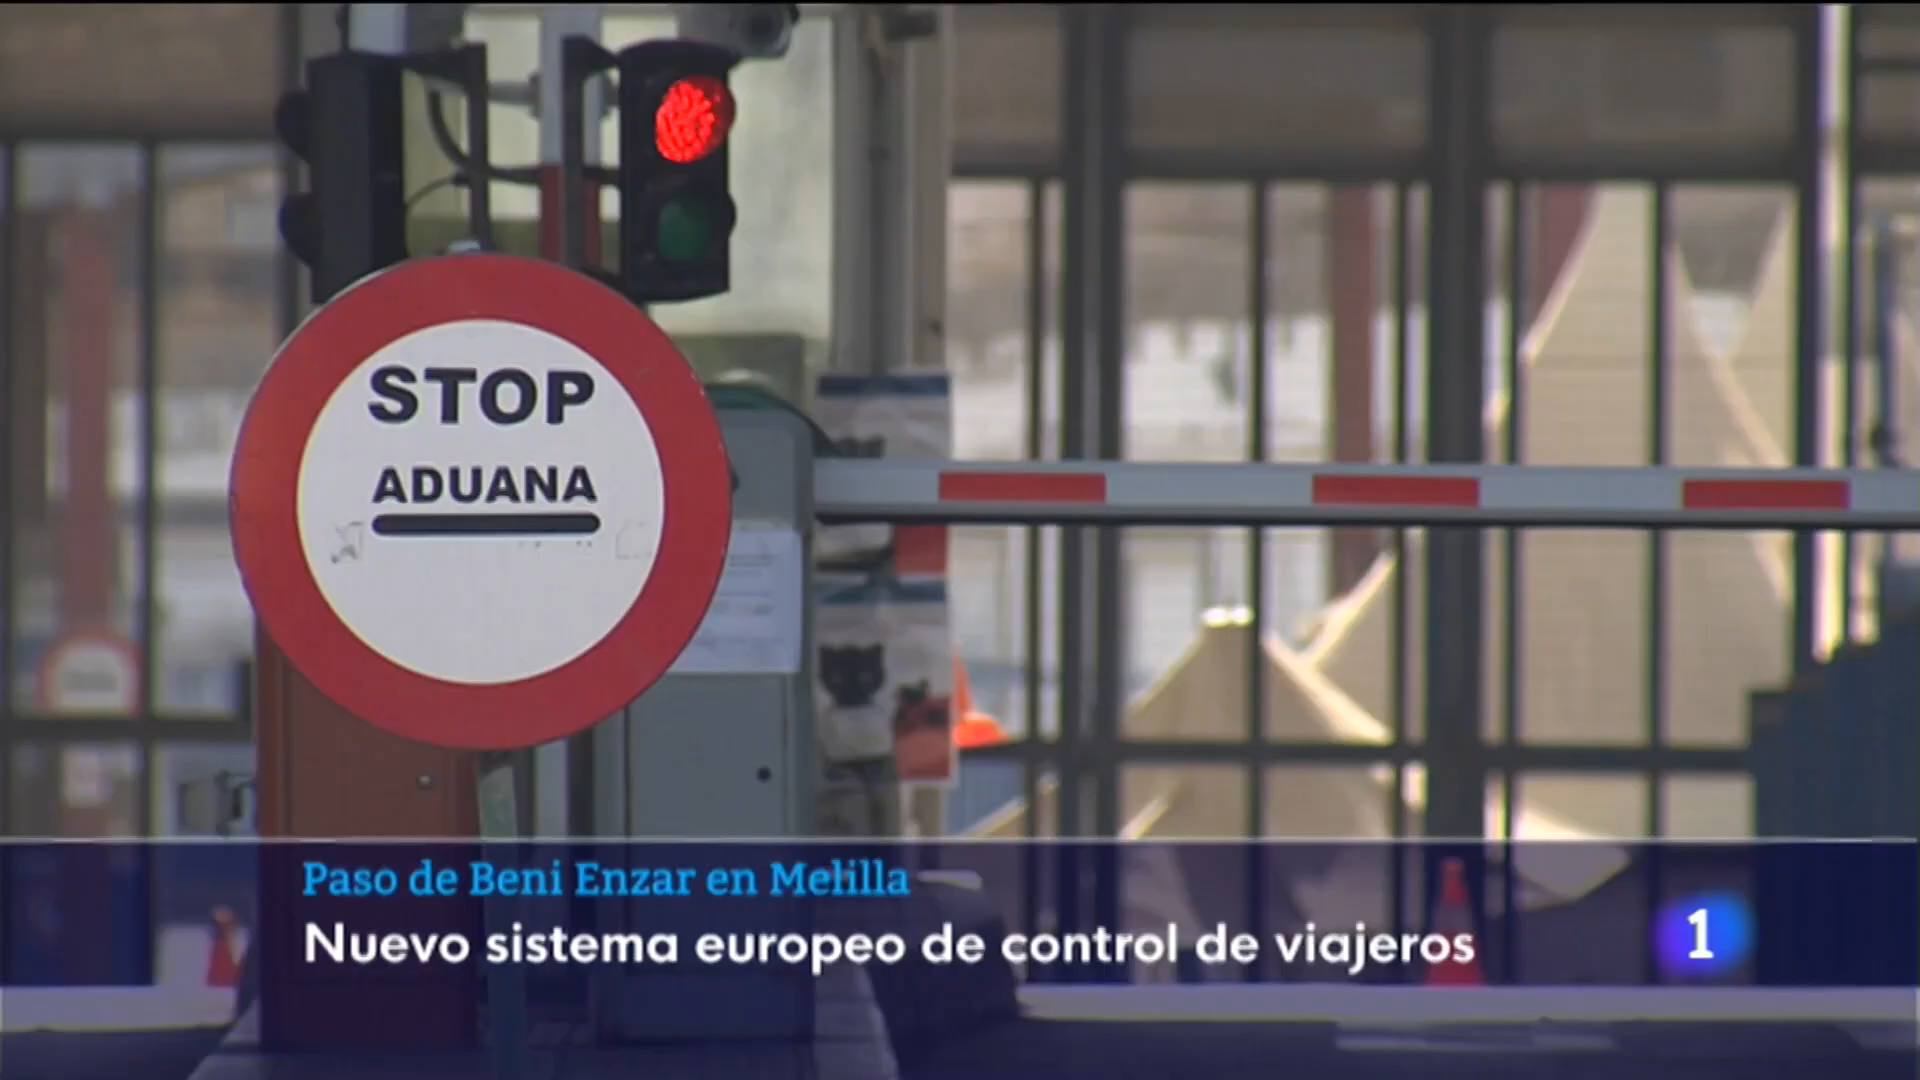 STOP
ADUANA
Paso de Beni Enzar en Melilla
Nuevo sistema europeo de control de viajeros
1